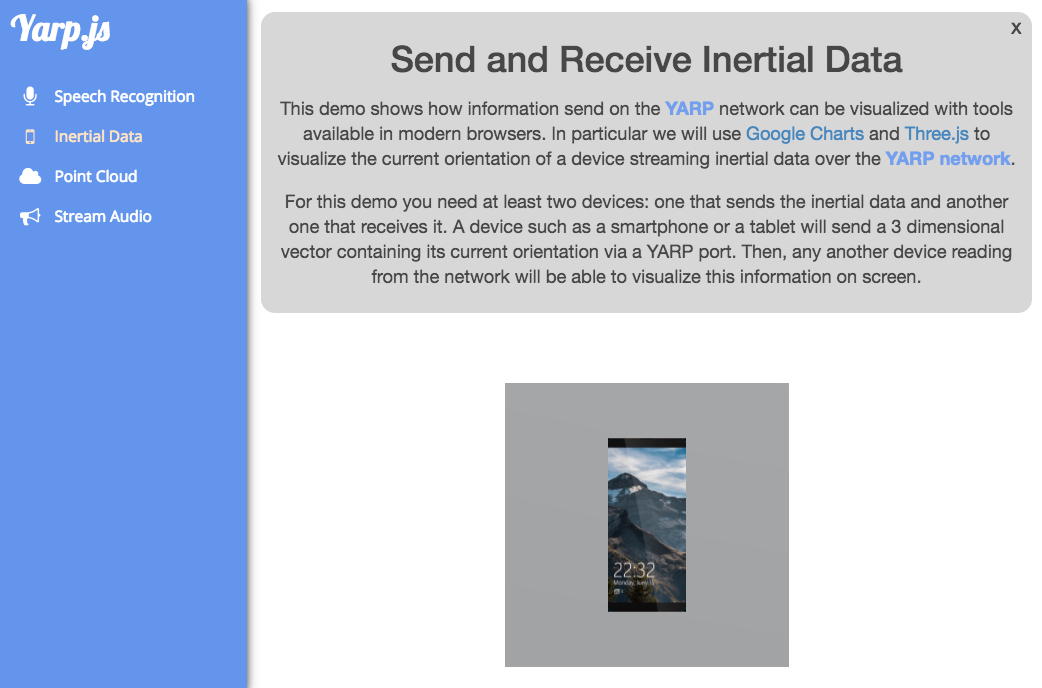 Yarp.js
Speech Recognition
Inertial Data
Point Cloud
Stream Audio
x
Send and Receive Inertial Data
This demo shows how information send on the YARP network can be visualized with tools
available in modern browsers. In particular we will use Google Charts and Three.js to
visualize the current orientation of a device streaming inertial data over the YARP network.
For this demo you need at least two devices: one that sends the inertial data and another
one that receives it. A device such as a smartphone or a tablet will send a 3 dimensional
vector containing its current orientation via a YARP port. Then, any another device reading
from the network will be able to visualize this information on screen.
22:32
Monday,